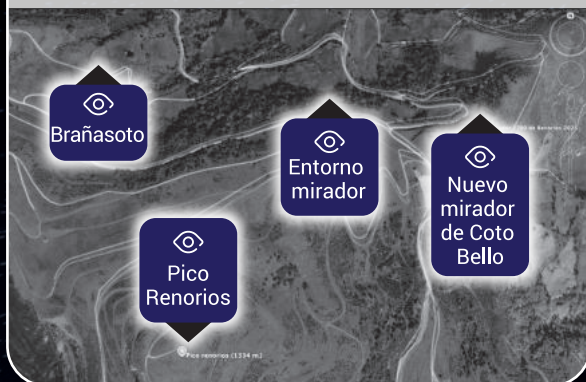 Brañasoto
Entorno
mirador
Nuevo
mirador
de Coto
Bello
Pico
Renorios
Pico renorios (1334 m.)